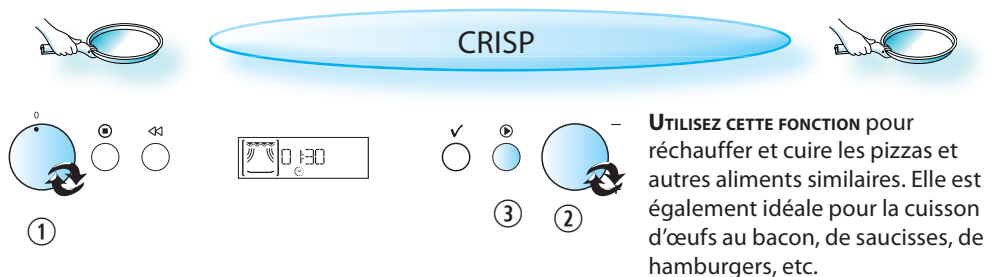 CRISP
0
01:30
–
+
1
3
2
UTILISEZ CETTE FONCTION pour
réchauffer et cuire les pizzas et
autres aliments similaires. Elle est
également idéale pour la cuisson
d’œufs au bacon, de saucisses, de
hamburgers, etc.